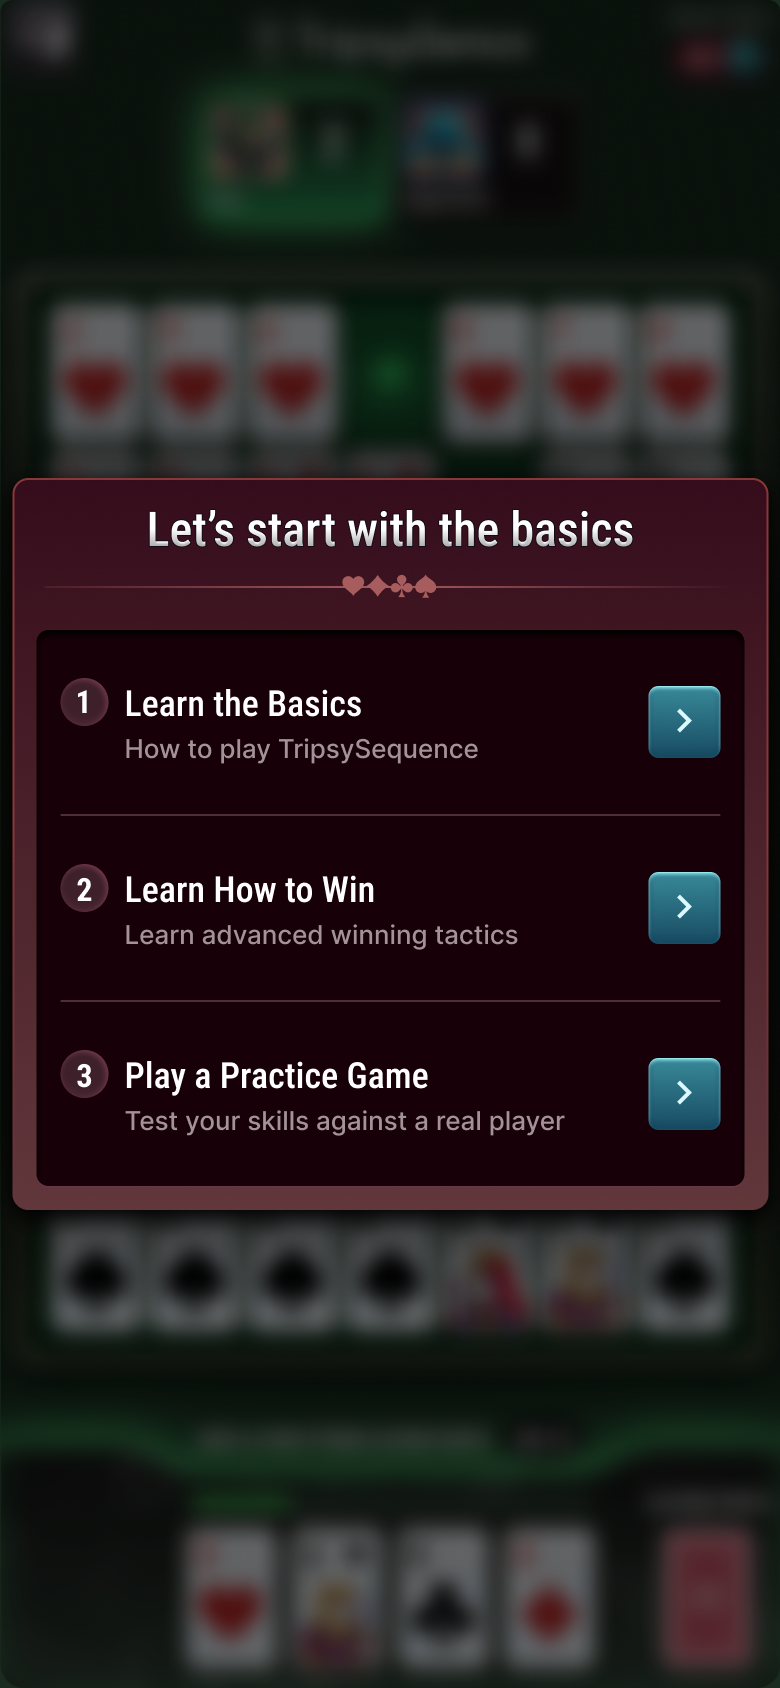 Let’s start with the basics
1 Learn the Basics
How to play TripsySequence
2 Learn How to Win
Learn advanced winning tactics
3 Play a Practice Game
Test your skills against a real player